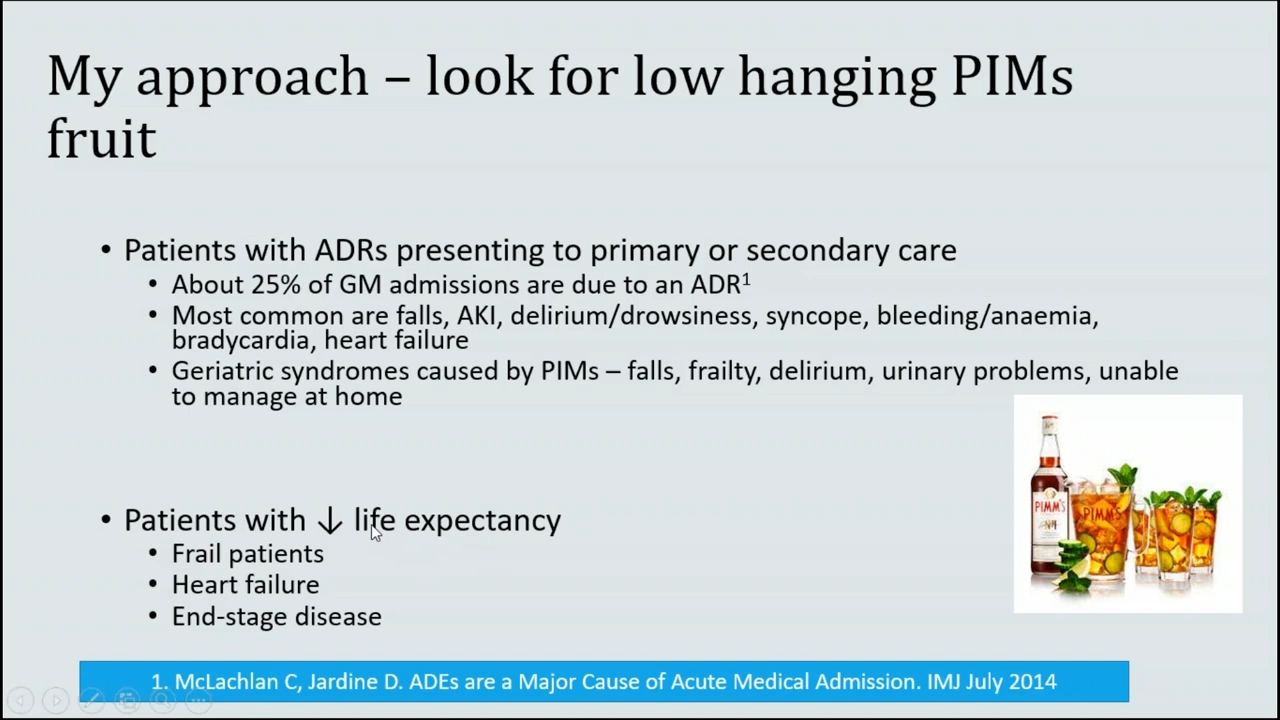 My approach – look for low hanging PIMs
fruit
• Patients with ADRs presenting to primary or secondary care
• About 25% of GM admissions are due to an ADR1
• Most common are falls, AKI, delirium/drowsiness, syncope, bleeding/anaemia,
bradycardia, heart failure
• Geriatric syndromes caused by PIMs – falls, frailty, delirium, urinary problems, unable
to manage at home
PIMM'S
PIMM'S
• Patients with ↓ life expectancy
• Frail patients
• Heart failure
• End-stage disease
1. McLachlan C, Jardine D. ADEs are a Major Cause of Acute Medical Admission. IMJ July 2014